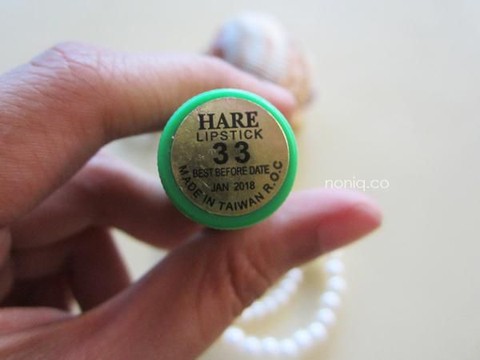 HARE
LIPSTICK
33
BEST BEFORE DATE
JAN 2018
MADE IN TAIWAN R.O.C
noniq.co